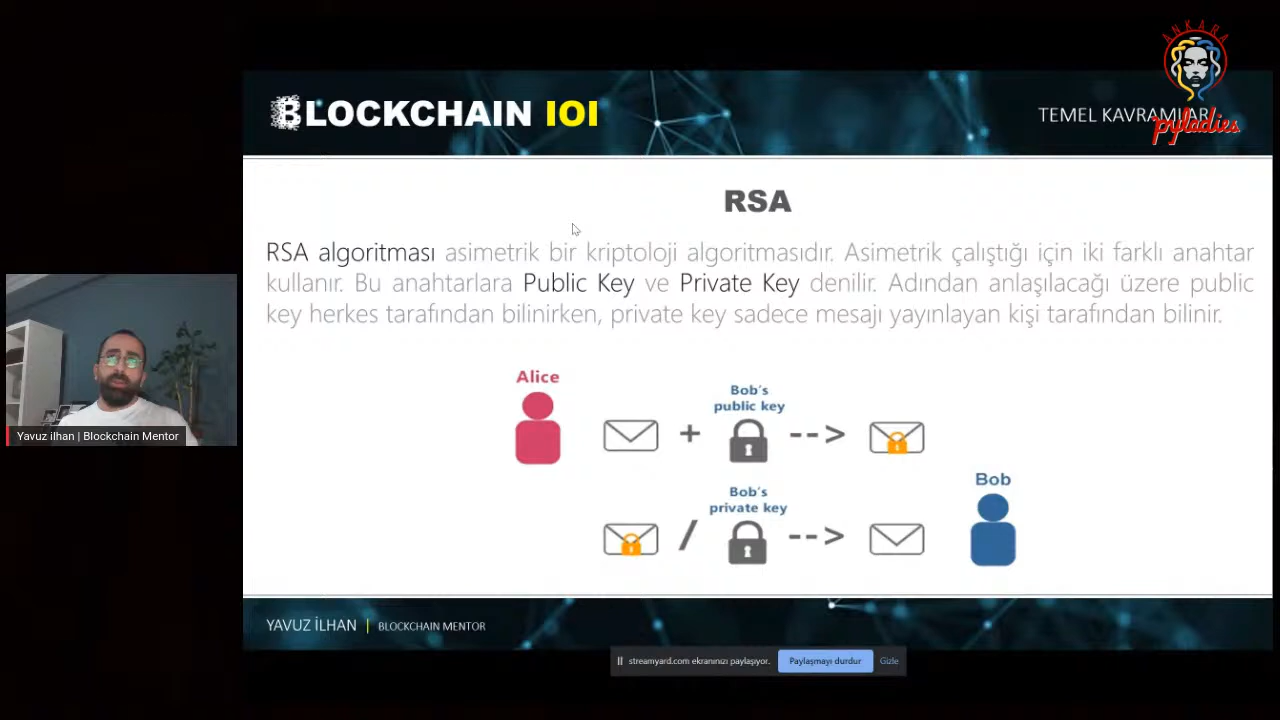 ANKARA
pyladies
BLOCKCHAIN 101
TEMEL KAVRAMLAR
RSA
RSA algoritması asimetrik bir kriptoloji algoritmasıdır. Asimetrik çalıştığı için iki farklı anahtar
kullanır. Bu anahtarlara Public Key ve Private Key denilir. Adından anlaşılacağı üzere public
key herkes tarafından bilinirken, private key sadece mesajı yayınlayan kişi tarafından bilinir.
Alice
Bob's
public key
+
-->
Bob's
private key
/
-->
Bob
Yavuz ilhan | Blockchain Mentor
YAVUZ İLHAN | BLOCKCHAIN MENTOR
streamyard.com ekranınızı paylaşıyor.
Paylaşmayı durdur
Gizle